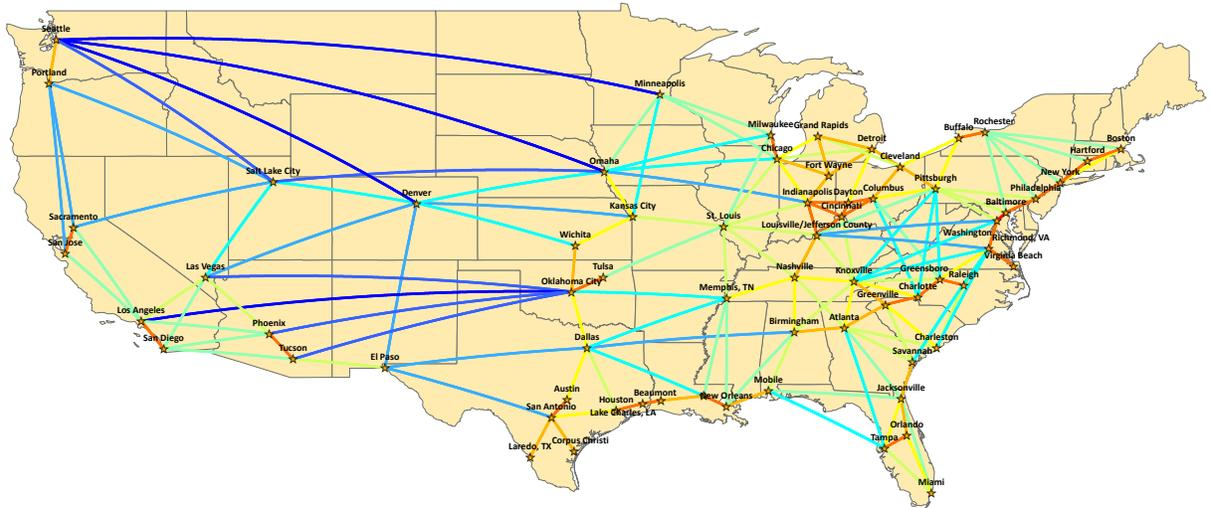 Seattle
Portland
Minneapolis
Milwaukee
Grand Rapids
Buffalo
Rochester
Boston
Detroit
Chicago
Hartford
Cleveland
Omaha
Fort Wayne
Salt Lake City
New York
Pittsburgh
Denver
Indianapolis
Dayton
Columbus
Philadelphia
Kansas City
Cincinnati
Baltimore
Sacramento
St. Louis
Louisville/Jefferson County
Washington
San Jose
Wichita
Richmond, VA
Virginia Beach
Las Vegas
Tulsa
Nashville
Knoxville
Greensboro
Raleigh
Oklahoma City
Memphis, TN
Charlotte
Greenville
Los Angeles
Phoenix
Birmingham
Atlanta
San Diego
Dallas
Charleston
Tucson
Savannah
El Paso
Mobile
Jacksonville
Austin
Houston
Beaumont
New Orleans
San Antonio
Lake Charles, LA
Orlando
Laredo, TX
Corpus Christi
Tampa
Miami